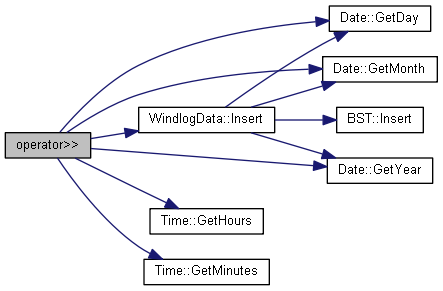 Date::GetDay
Date::GetMonth
WindlogData::Insert
BST::Insert
operator>>
Date::GetYear
Time::GetHours
Time::GetMinutes